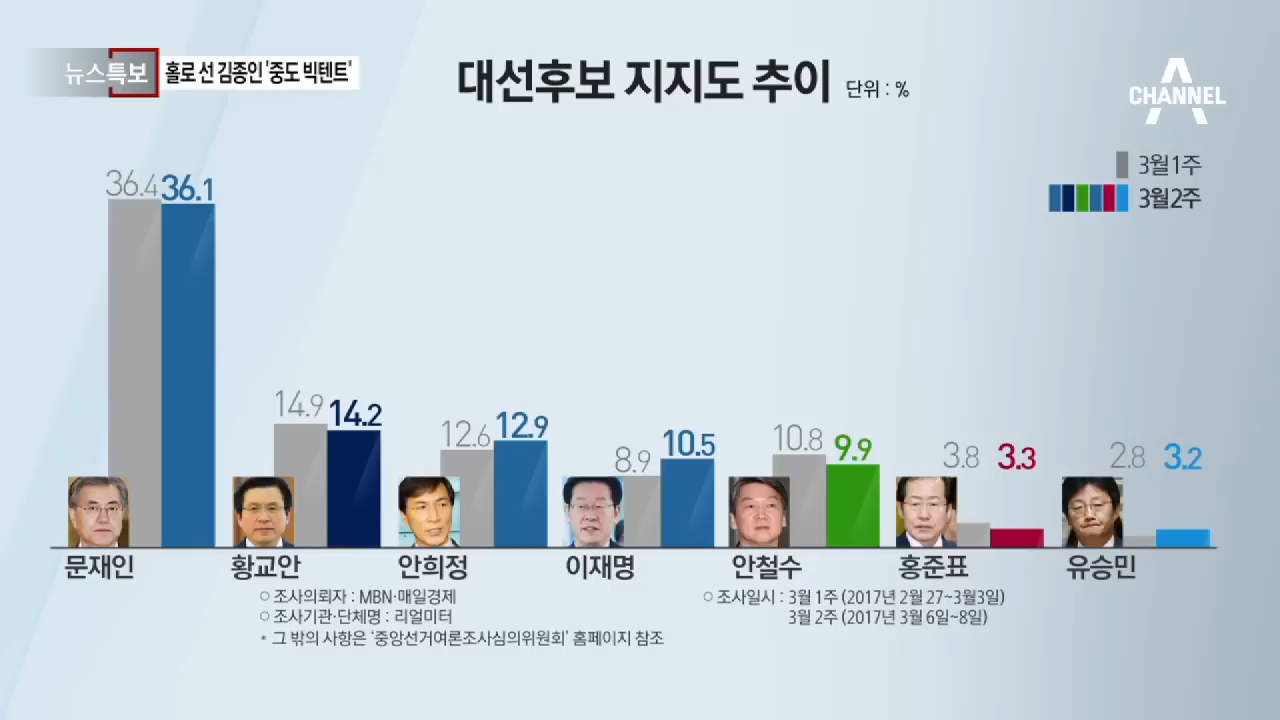 뉴스특보 홀로 선 김종인 '중도 빅텐트'
대선후보 지지도 추이 단위 : %
A
CHANNEL
3월1주
3월2주
36.4 36.1
14.9 14.2
12.6 12.9
8.9 10.5
10.8 9.9
3.8 3.3
2.8 3.2
문재인 황교안 안희정 이재명 안철수 홍준표 유승민
○ 조사의뢰자 : MBN·매일경제
○ 조사기관·단체명 : 리얼미터
* 그 밖의 사항은 '중앙선거여론조사심의위원회' 홈페이지 참조
○ 조사일시 : 3월 1주 (2017년 2월 27~3월3일)
3월 2주 (2017년 3월 6일~8일)